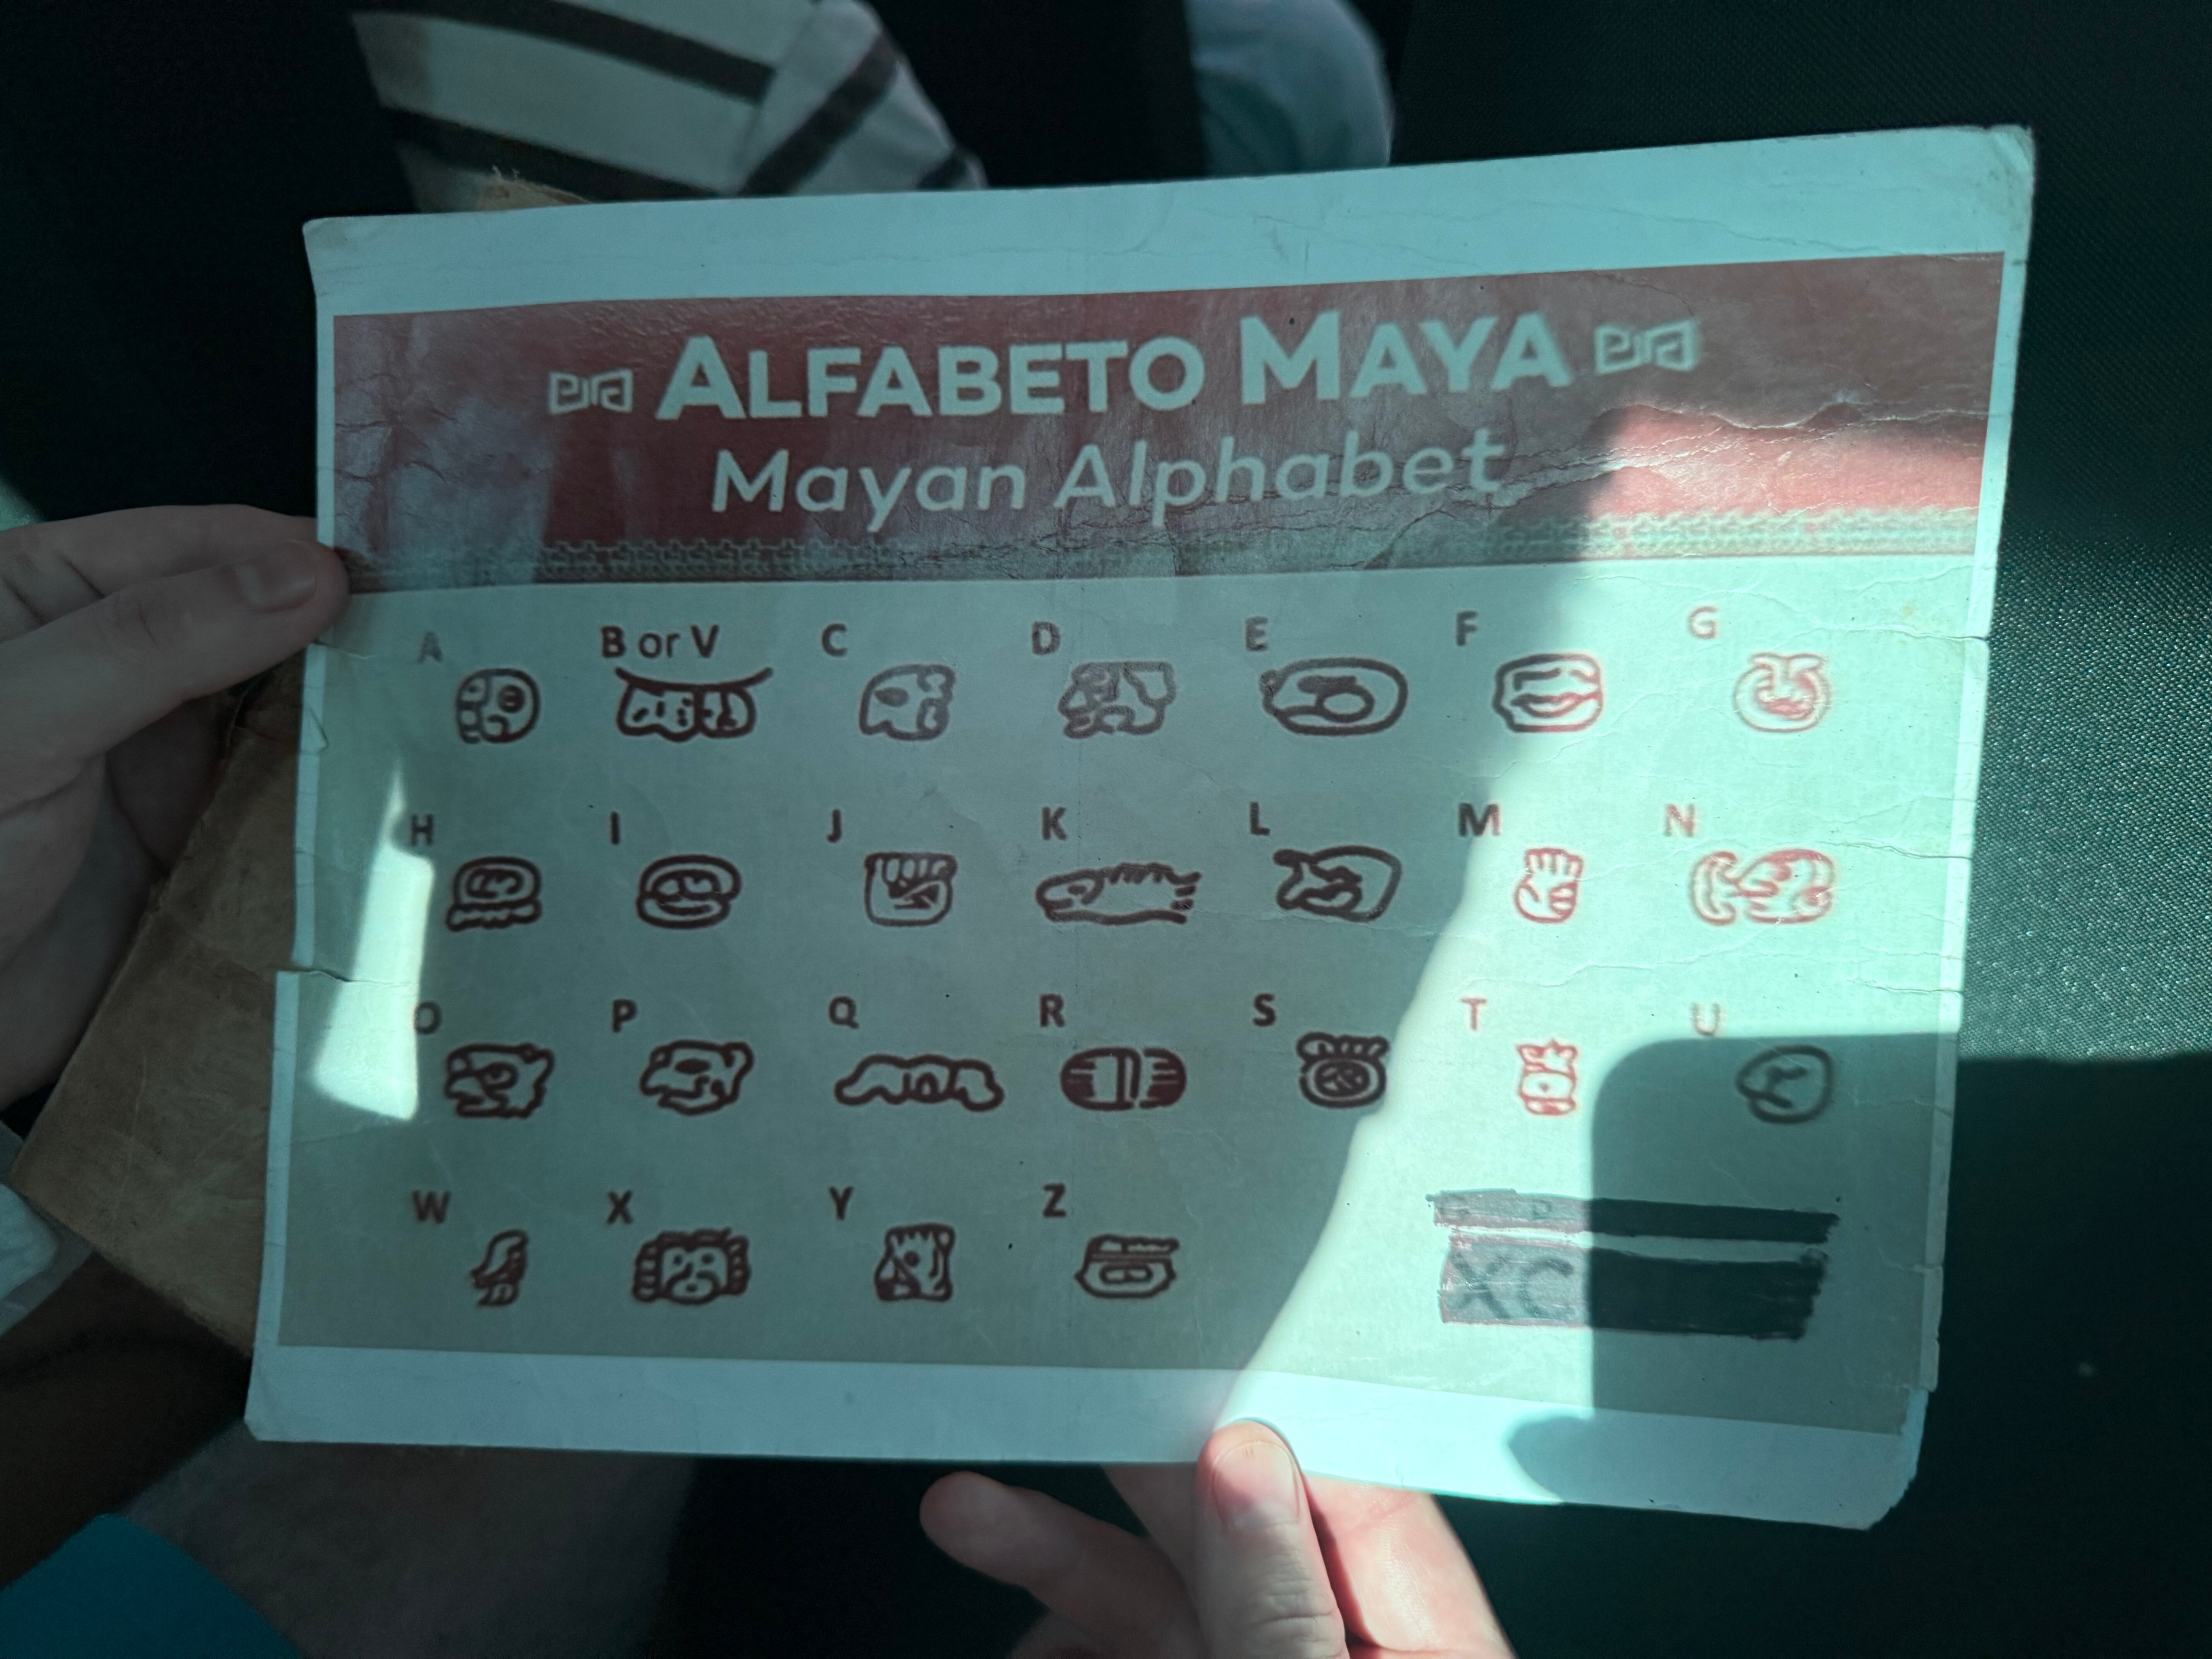 ALFABETO MAYA
Mayan Alphabet
A B or V C D E F G
H I J K L M N
O P Q R S T U
W X Y Z
XC